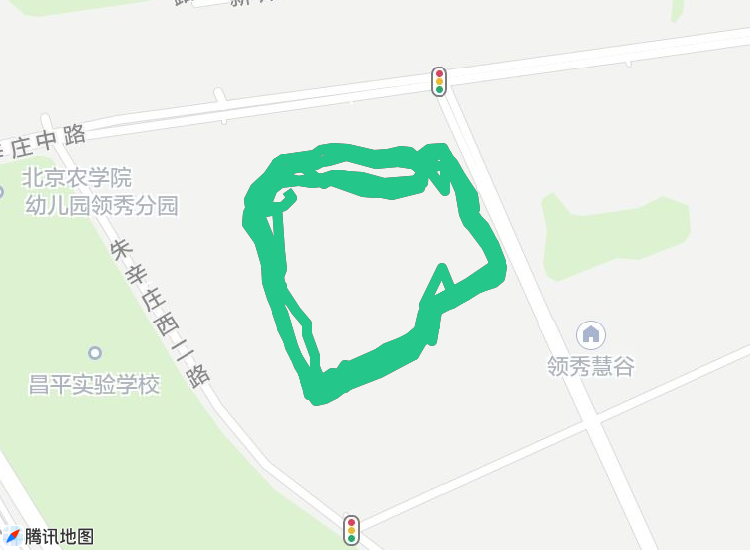 庄中路
北京农学院
幼儿园领秀分园
朱辛庄西二路
昌平实验学校
领秀慧谷
腾讯地图